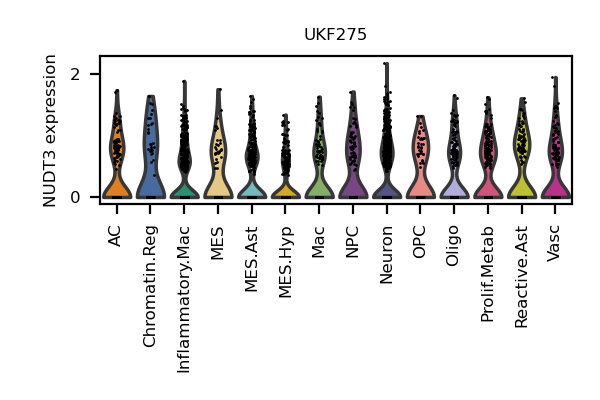 UKF275
NUDT3 expression
2
0
AC
Chromatin.Reg
Inflammatory.Mac
MES
MES.Ast
MES.Hyp
Mac
NPC
Neuron
OPC
Oligo
Prolif.Metab
Reactive.Ast
Vasc